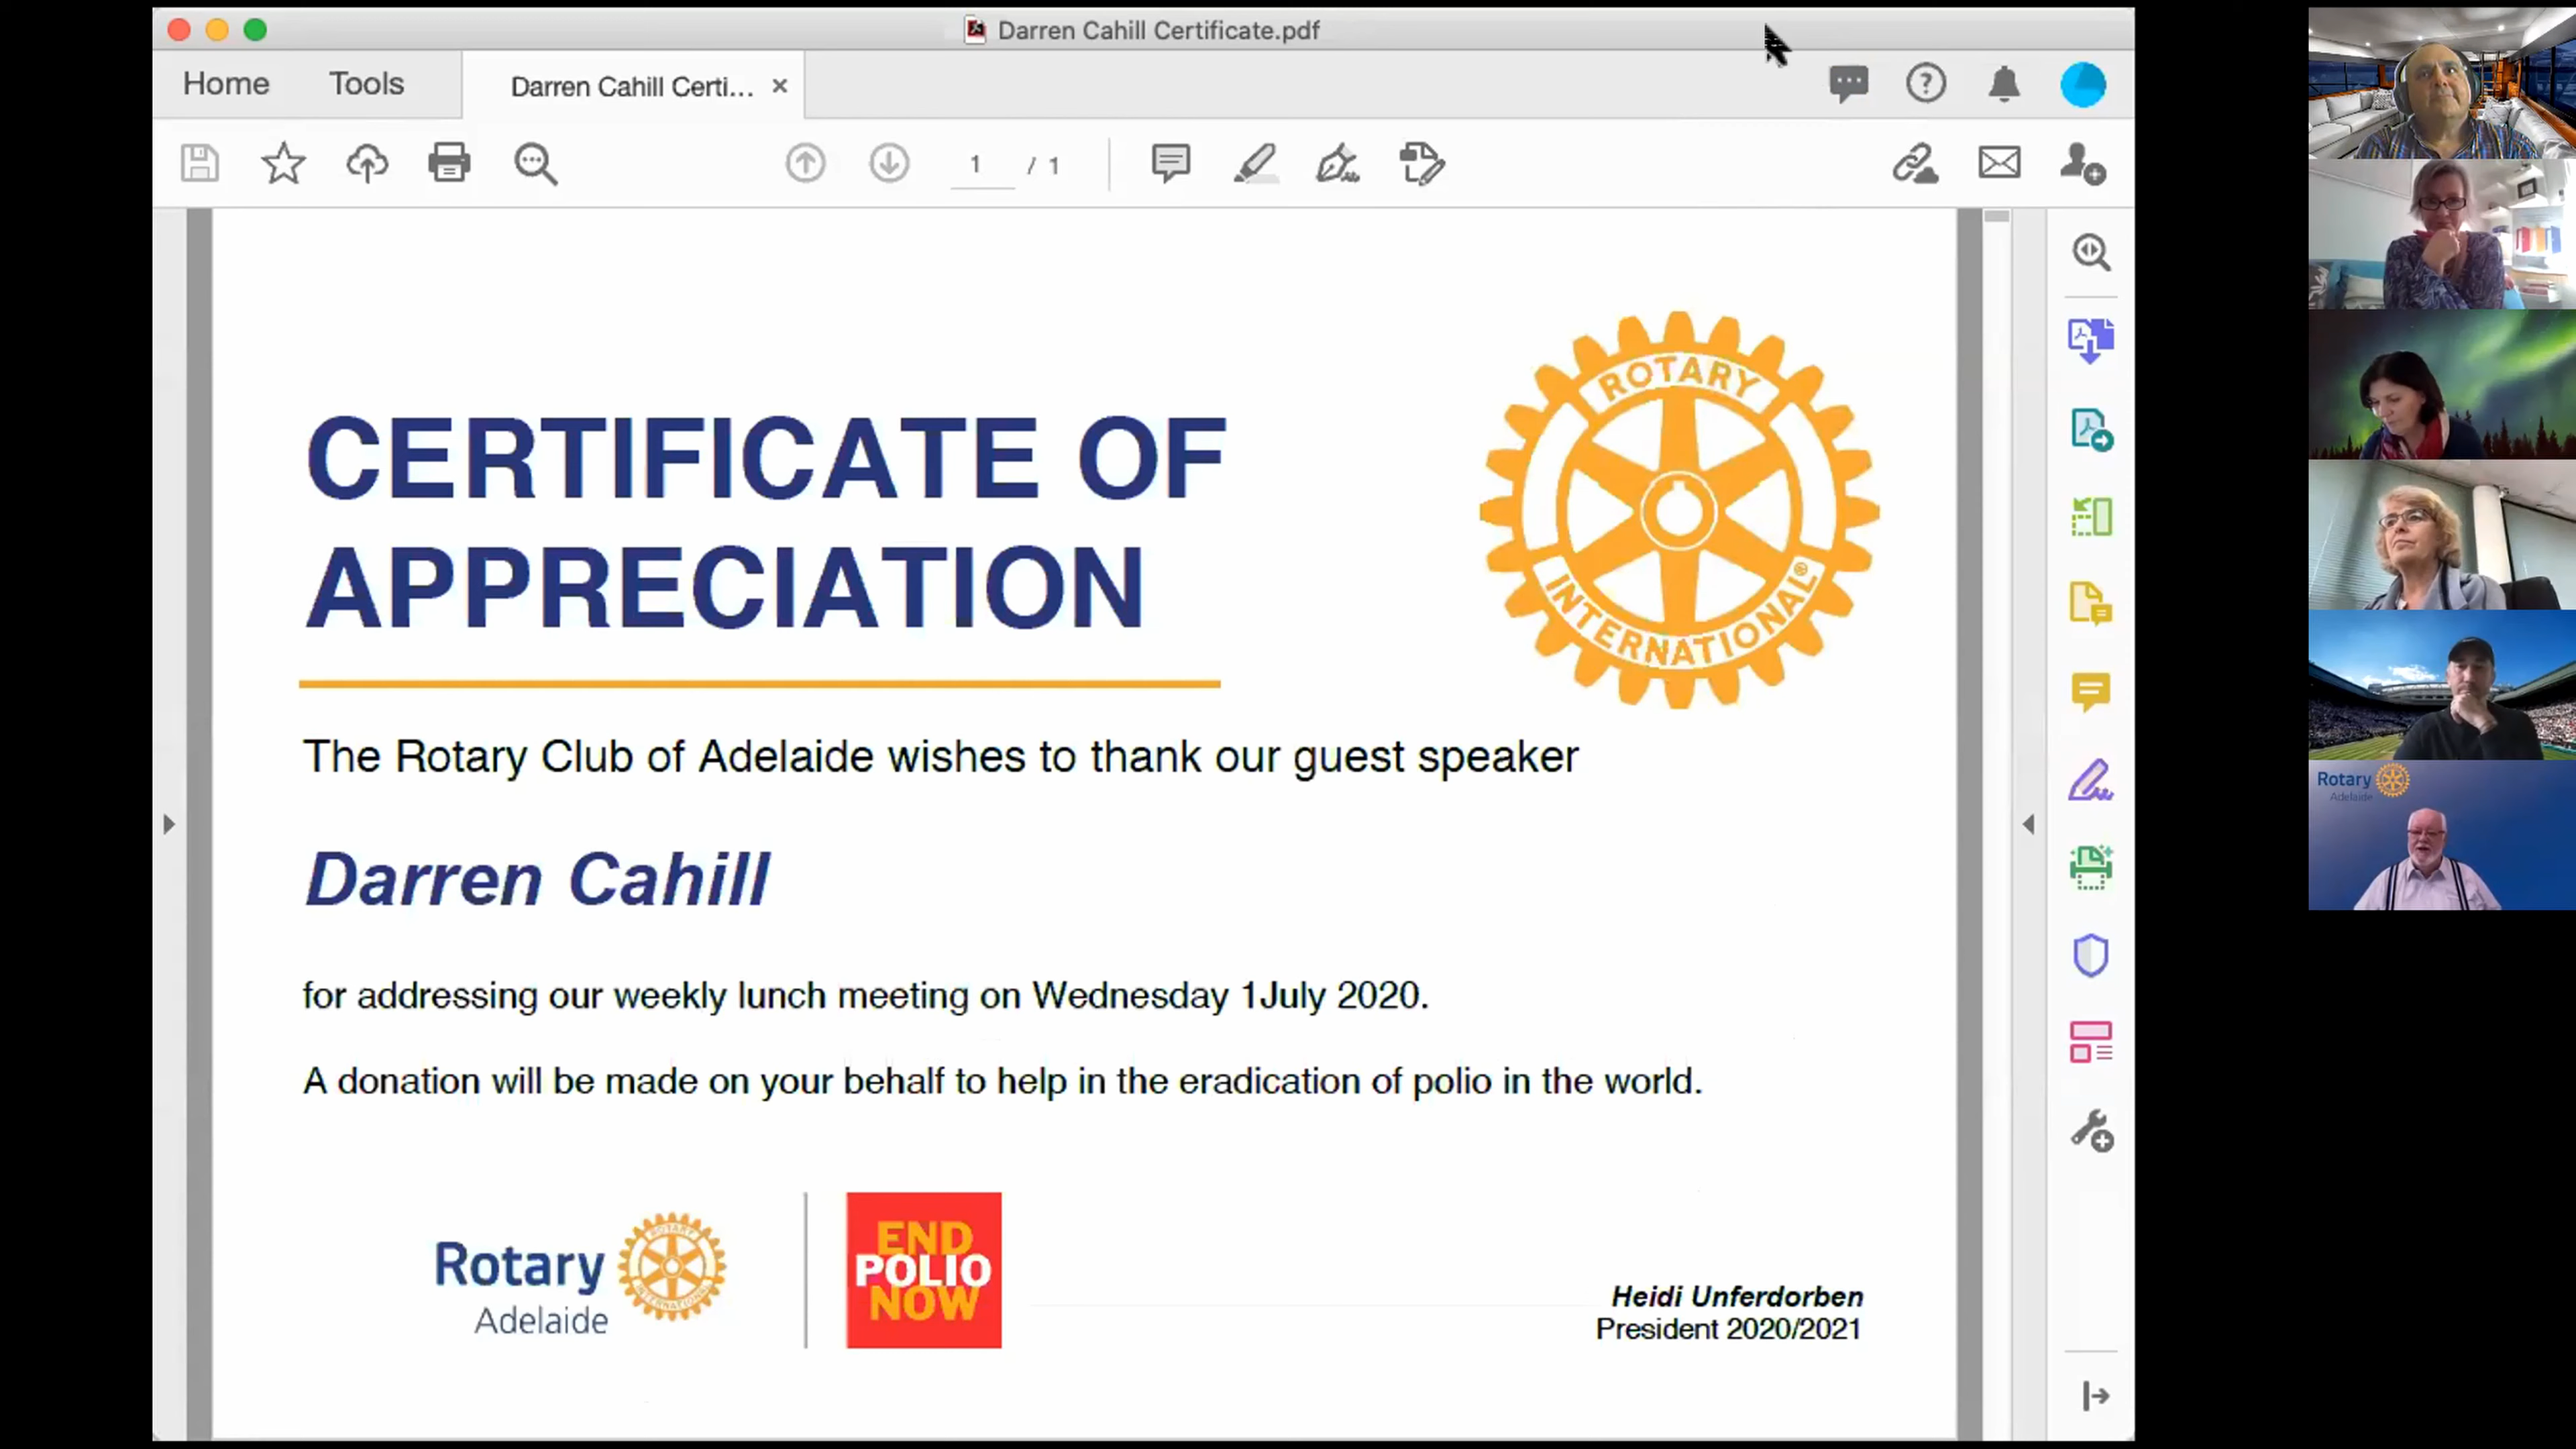 Darren Cahill Certificate.pdf
Home Tools Darren Cahill Certi... ×
1 / 1
CERTIFICATE OF
APPRECIATION
ROTARY
INTERNATIONAL®
The Rotary Club of Adelaide wishes to thank our guest speaker
Darren Cahill
for addressing our weekly lunch meeting on Wednesday 1July 2020.
A donation will be made on your behalf to help in the eradication of polio in the world.
Rotary
Adelaide
ROTARY
INTERNATIONAL
END
POLIO
NOW
Heidi Unferdorben
President 2020/2021
Rotary
Adelaide